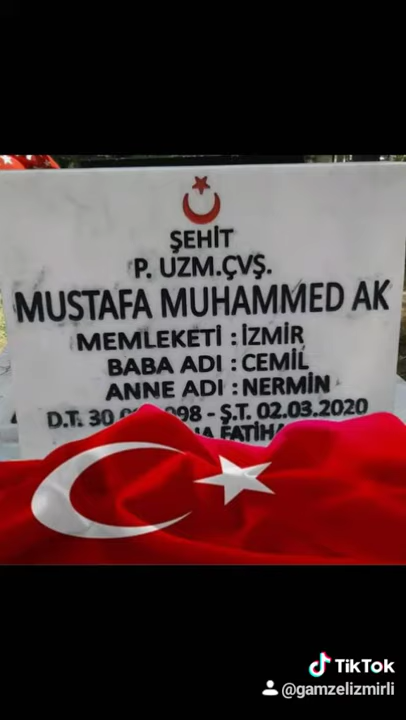 ŞEHİT
P. UZM.ÇVŞ.
MUSTAFA MUHAMMED AK
MEMLEKETİ : İZMİR
BABA ADI : CEMİL
ANNE ADI : NERMİN
D.T. 30 - Ş.T. 02.03.2020
FATİHA
TikTok
@gamzelizmirli